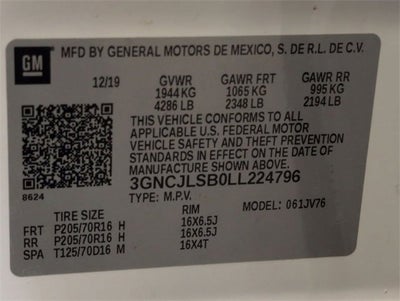 GM
MFD BY GENERAL MOTORS DE MEXICO, S. DE R.L. DE C.V.
12/19 GVWR GAWR FRT GAWR RR
1944 KG 1065 KG 995 KG
4286 LB 2348 LB 2194 LB
THIS VEHICLE CONFORMS TO ALL
APPLICABLE U.S. FEDERAL MOTOR
VEHICLE SAFETY AND THEFT PREVENTION
STANDARDS IN EFFECT ON THE DATE OF
MANUFACTURE SHOWN ABOVE.
8624 3GNCJLSB0LL224796
TYPE: M.P.V. MODEL: 061JV76
TIRE SIZE RIM
FRT P205/70R16 H 16X6.5J
RR P205/70R16 H 16X6.5J
SPA T125/70D16 M 16X4T